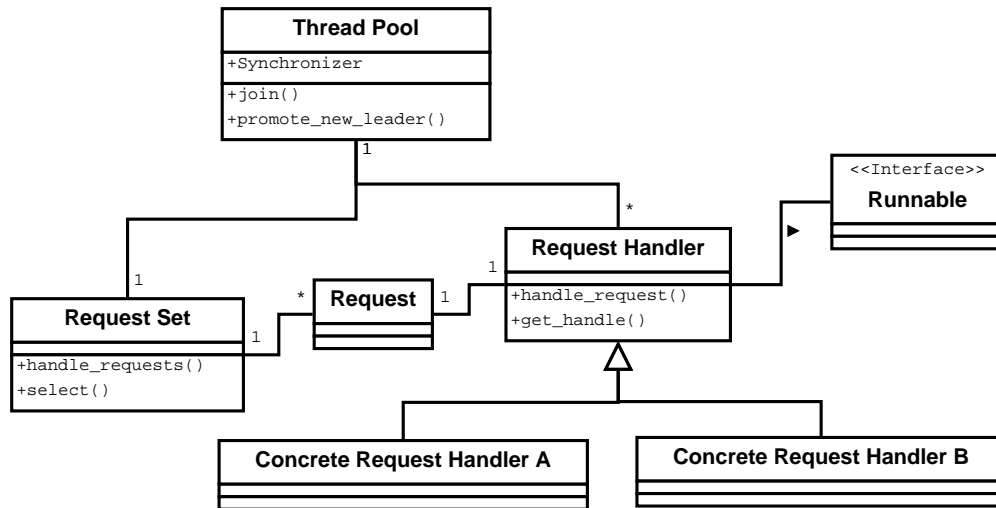 Thread Pool
+Synchronizer
+join()
+promote_new_leader()
1
<<Interface>>
Runnable
*
Request Handler
+handle_request()
+get_handle()
1
1
Request Set
+handle_requests()
+select()
1
*
Request
1
Concrete Request Handler A
Concrete Request Handler B